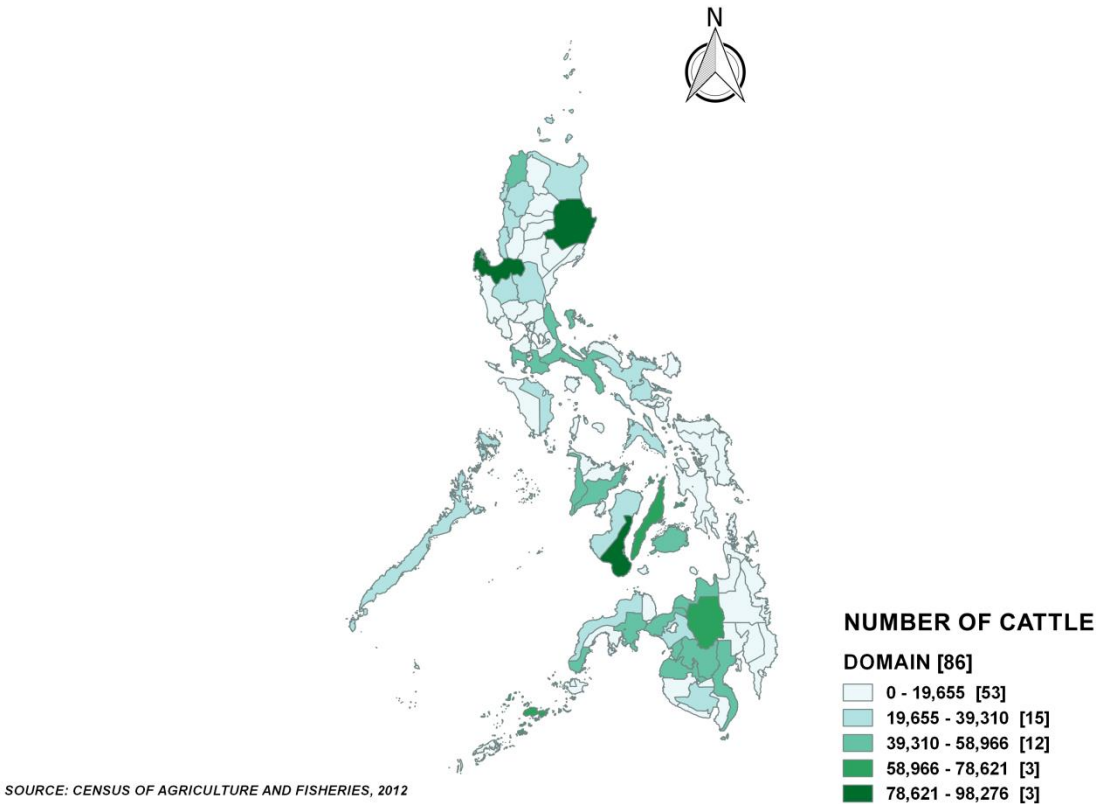 N
NUMBER OF CATTLE
DOMAIN [86]
0 - 19,655 [53]
19,655 - 39,310 [15]
39,310 - 58,966 [12]
58,966 - 78,621 [3]
78,621 - 98,276 [3]
SOURCE: CENSUS OF AGRICULTURE AND FISHERIES, 2012